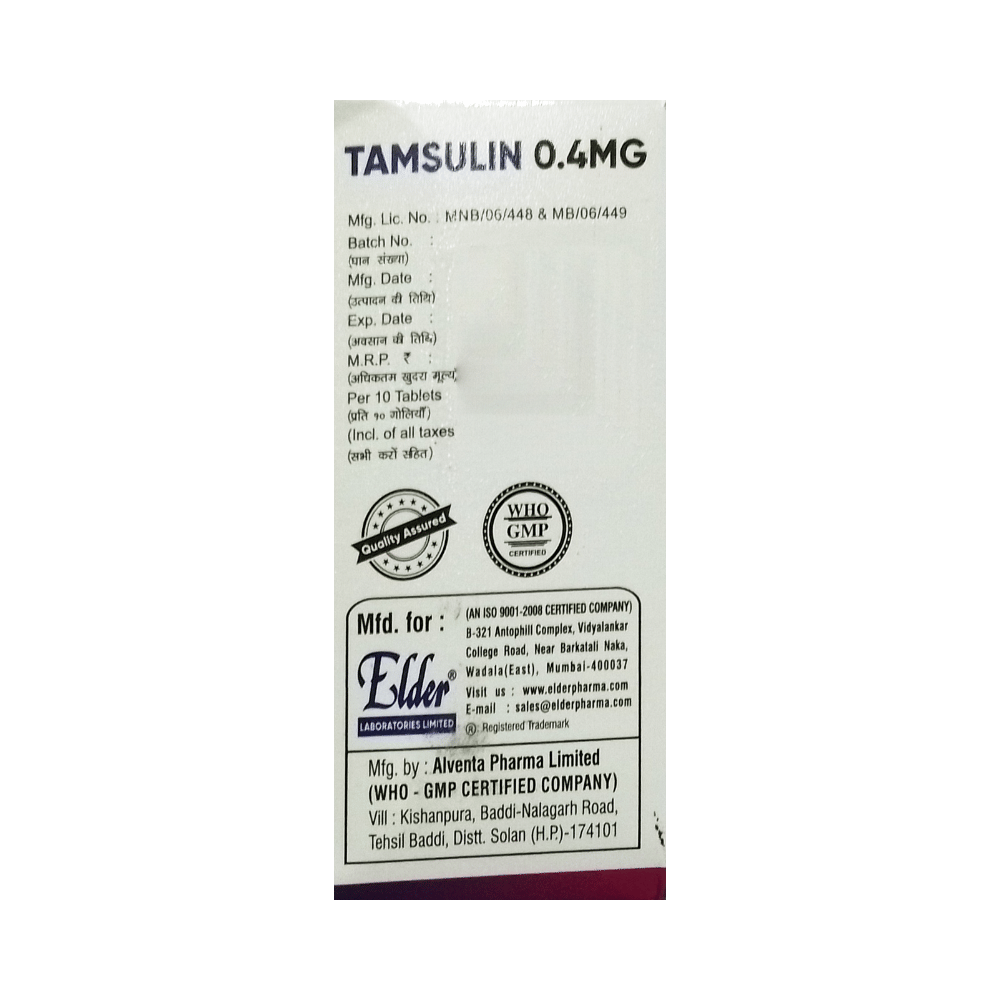 TAMSULIN 0.4MG
Mfg. Lic. No. : MNB/06/448 & MB/06/449
Batch No. :
(घान संख्या)
Mfg. Date :
(उत्पादन की तिथि)
Exp. Date :
(अवसान की तिथि)
M.R.P. ₹ :
(अधिकतम खुदरा मूल्य)
Per 10 Tablets
(प्रति १० गोलियाँ)
(Incl. of all taxes
(सभी करों सहित)
Quality Assured
WHO
GMP
CERTIFIED
Mfd. for :
Elder®
LABORATORIES LIMITED
(AN ISO 9001-2008 CERTIFIED COMPANY)
B-321 Antophill Complex, Vidyalankar
College Road, Near Barkatali Naka,
Wadala(East), Mumbai-400037
Visit us : www.elderpharma.com
E-mail : sales@elderpharma.com
® Registered Trademark
Mfg. by : Alventa Pharma Limited
(WHO - GMP CERTIFIED COMPANY)
Vill : Kishanpura, Baddi-Nalagarh Road,
Tehsil Baddi, Distt. Solan (H.P.)-174101